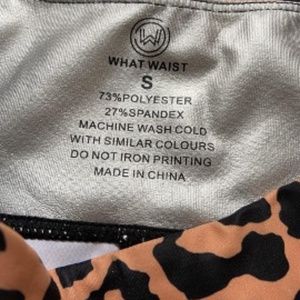 W
WHAT WAIST
S
73%POLYESTER
27%SPANDEX
MACHINE WASH COLD
WITH SIMILAR COLOURS
DO NOT IRON PRINTING
MADE IN CHINA